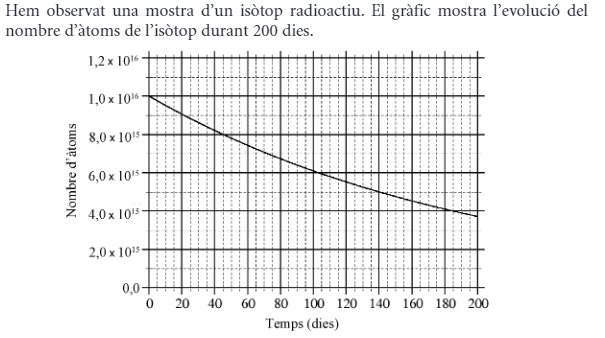 Hem observat una mostra d'un isòtop radioactiu. El gràfic mostra l'evolució del
nombre d'àtoms de l'isòtop durant 200 dies.
1,2 x 10¹⁶
1,0 x 10¹⁶
8,0 x 10¹⁵
6,0 x 10¹⁵
4,0 x 10¹⁵
2,0 x 10¹⁵
0,0
Nombre d'àtoms
0 20 40 60 80 100 120 140 160 180 200
Temps (dies)